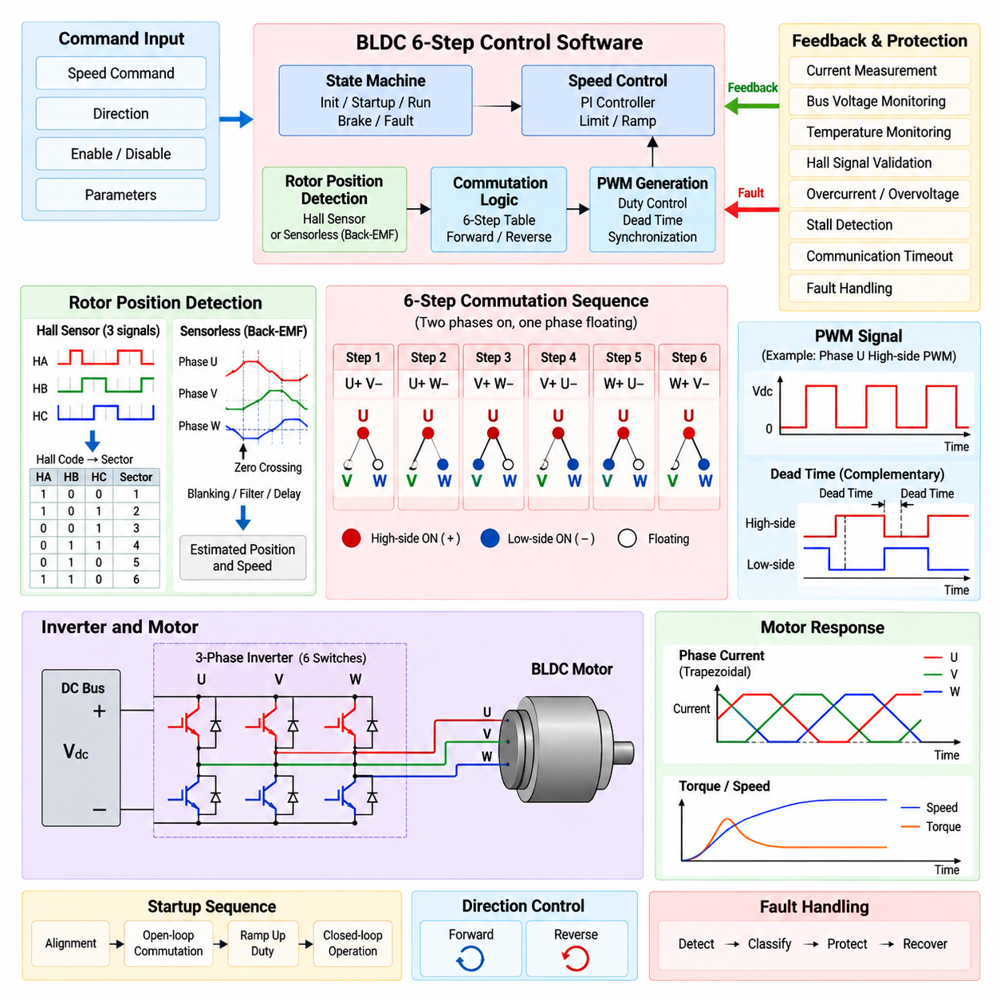 Command Input
Speed Command
Direction
Enable / Disable
Parameters
BLDC 6-Step Control Software
State Machine
Init / Startup / Run
Brake / Fault
Speed Control
PI Controller
Limit / Ramp
Rotor Position
Detection
Hall Sensor
or Sensorless (Back-EMF)
Commutation
Logic
6-Step Table
Forward / Reverse
PWM Generation
Duty Control
Dead Time
Synchronization
Feedback
Fault
Feedback & Protection
Current Measurement
Bus Voltage Monitoring
Temperature Monitoring
Hall Signal Validation
Overcurrent / Overvoltage
Stall Detection
Communication Timeout
Fault Handling
Rotor Position Detection
Hall Sensor (3 signals)
HA
HB
HC
Hall Code → Sector
HA HB HC Sector
1 0 0 1
1 0 1 2
0 0 1 3
0 1 1 4
0 1 0 5
1 1 0 6
Sensorless (Back-EMF)
Phase U
Phase V
Phase W
Zero Crossing
Blanking / Filter / Delay
Estimated Position
and Speed
6-Step Commutation Sequence
(Two phases on, one phase floating)
Step 1 Step 2 Step 3 Step 4 Step 5 Step 6
U+ V− U+ W− V+ W− V+ U− W+ U− W+ V−
U U U U U U
V W V W V W V W V W V W
High-side ON ( + ) Low-side ON ( − ) Floating
PWM Signal
(Example: Phase U High-side PWM)
Vdc
0
Time
Dead Time (Complementary)
Dead Time Dead Time
High-side
Low-side
Time
Inverter and Motor
3-Phase Inverter (6 Switches)
U V W
DC Bus
+
Vdc
−
BLDC Motor
U
V
W
Motor Response
Phase Current
(Trapezoidal)
U
V
W
Current
Time
Torque / Speed
Speed
Torque
Time
Startup Sequence
Alignment
Open-loop
Commutation
Ramp Up
Duty
Closed-loop
Operation
Direction Control
Forward
Reverse
Fault Handling
Detect → Classify → Protect → Recover